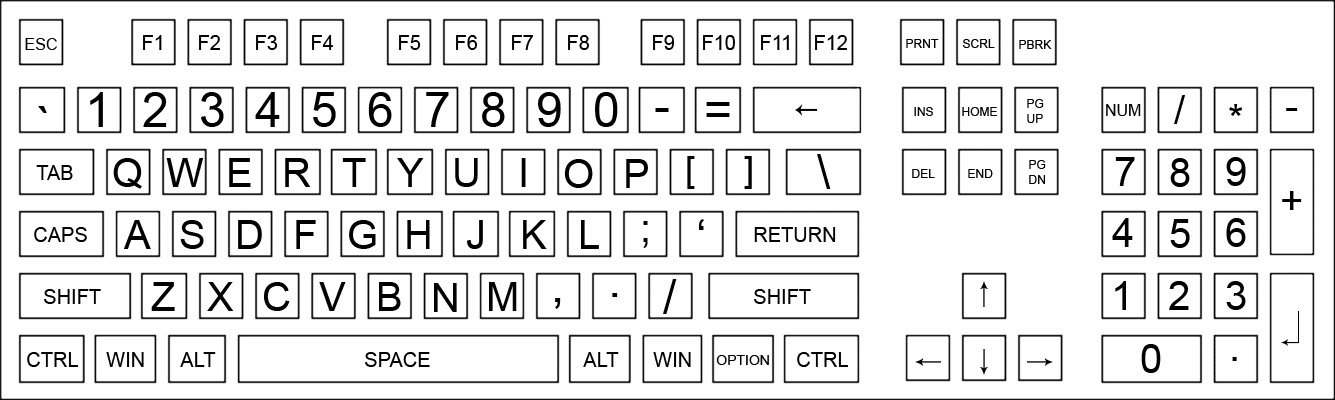 ESC F1 F2 F3 F4 F5 F6 F7 F8 F9 F10 F11 F12 PRNT SCRL PBRK
` 1 2 3 4 5 6 7 8 9 0 - = ← INS HOME PG UP NUM / * -
TAB Q W E R T Y U I O P [ ] \ DEL END PG DN 7 8 9 +
CAPS A S D F G H J K L ; ‘ RETURN 4 5 6
SHIFT Z X C V B N M , . / SHIFT ↑ 1 2 3 ↵
CTRL WIN ALT SPACE ALT WIN OPTION CTRL ← ↓ → 0 .